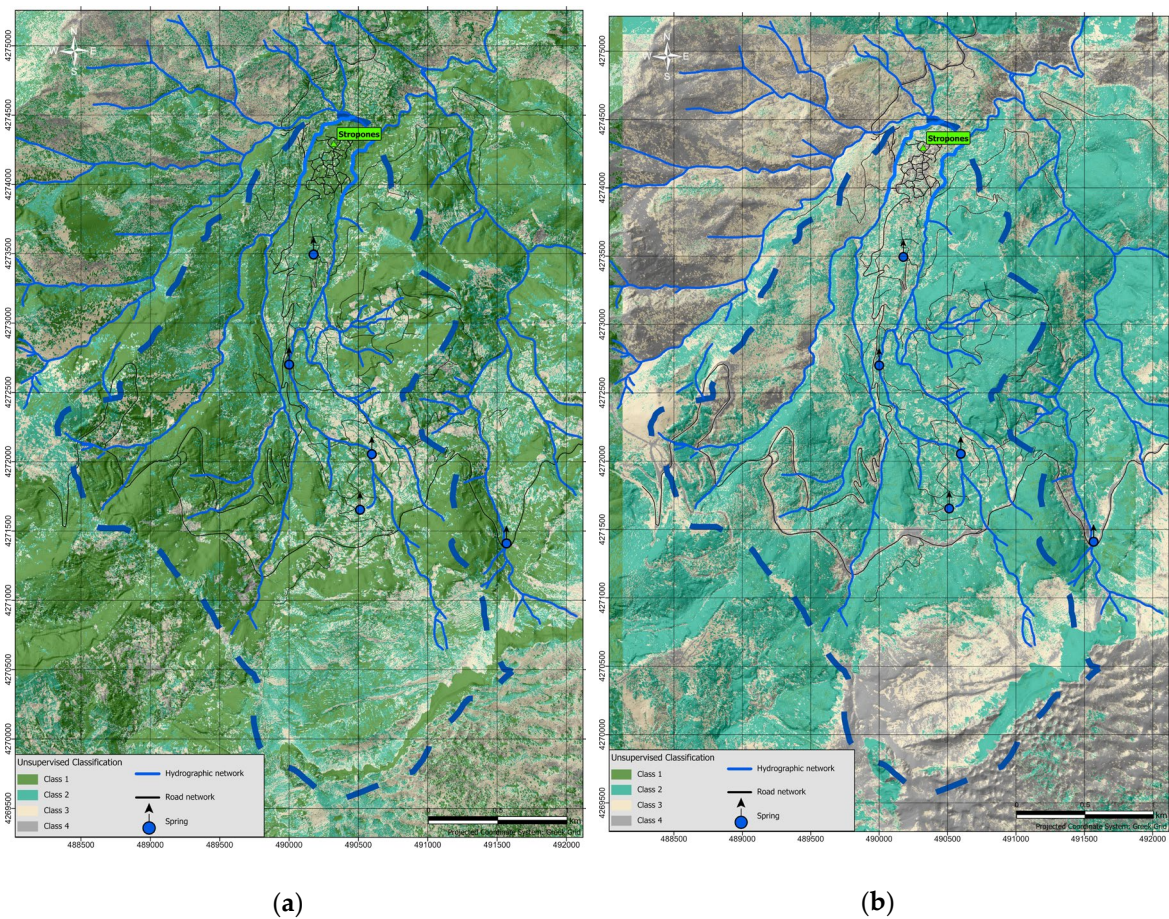 4275000
4274500
4274000
4273500
4273000
4272500
4272000
4271500
4271000
4270500
4270000
4269500
W E
S
Stropones
Unsupervised Classification
Class 1
Class 2
Class 3
Class 4
Hydrographic network
Road network
Spring
0 0.5 1
km
Projected Coordinate System: Greek Grid
488500 489000 489500 490000 490500 491000 491500 492000
(a)
4275000
4274500
4274000
4273500
4273000
4272500
4272000
4271500
4271000
4270500
4270000
4269500
E
S
Stropones
Unsupervised Classification
Class 1
Class 2
Class 3
Class 4
Hydrographic network
Road network
Spring
0 0.5 1
km
Projected Coordinate System: Greek Grid
488500 489000 489500 490000 490500 491000 491500 492000
(b)